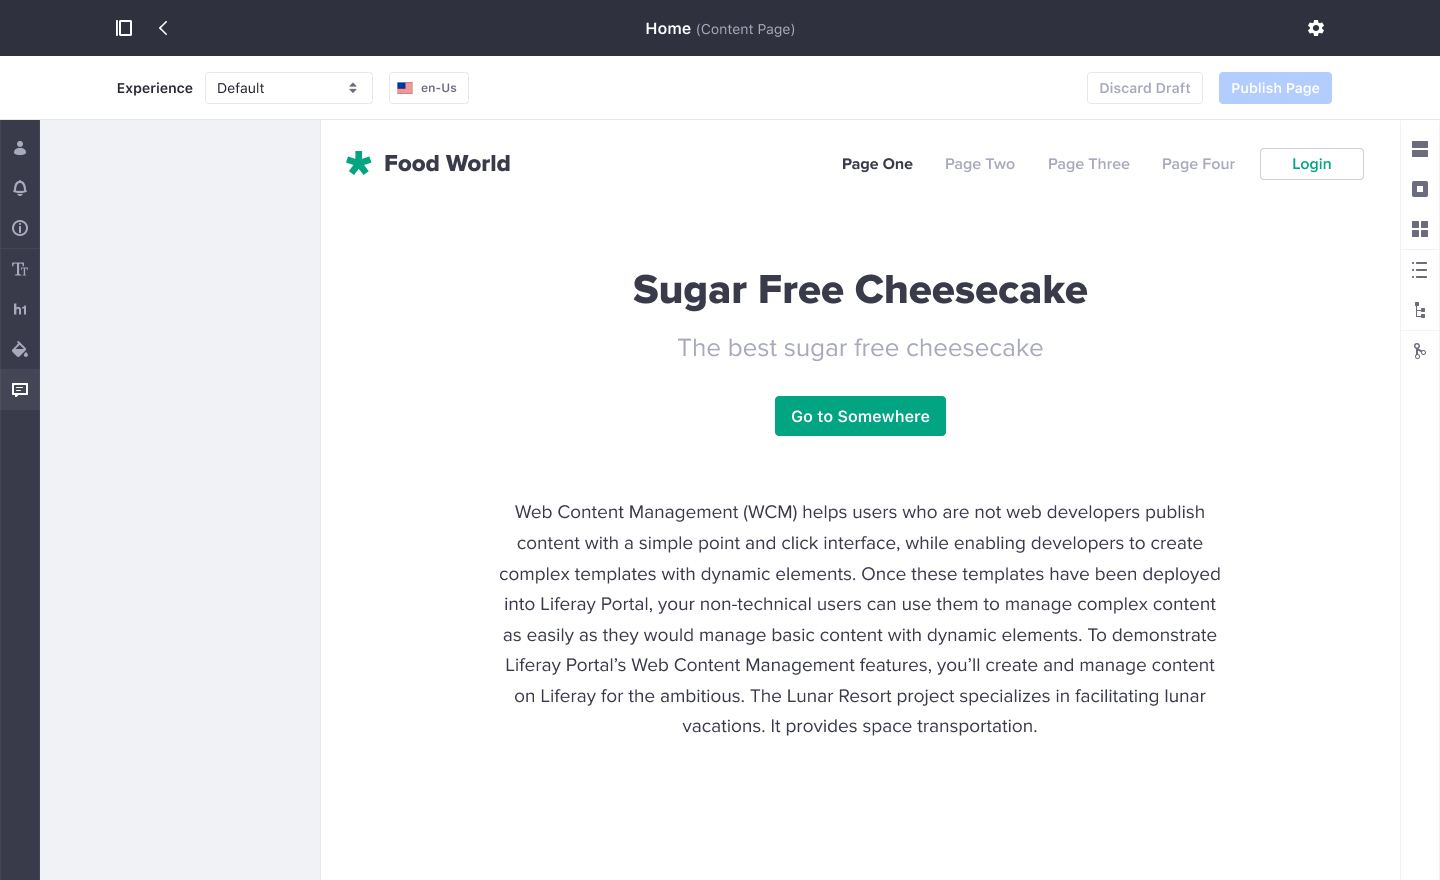 Home (Content Page)
Experience
Default
en-Us
Discard Draft
Publish Page
Food World
Page One
Page Two
Page Three
Page Four
Login
Tт
h1
Sugar Free Cheesecake
The best sugar free cheesecake
Go to Somewhere
Web Content Management (WCM) helps users who are not web developers publish
content with a simple point and click interface, while enabling developers to create
complex templates with dynamic elements. Once these templates have been deployed
into Liferay Portal, your non-technical users can use them to manage complex content
as easily as they would manage basic content with dynamic elements. To demonstrate
Liferay Portal’s Web Content Management features, you’ll create and manage content
on Liferay for the ambitious. The Lunar Resort project specializes in facilitating lunar
vacations. It provides space transportation.